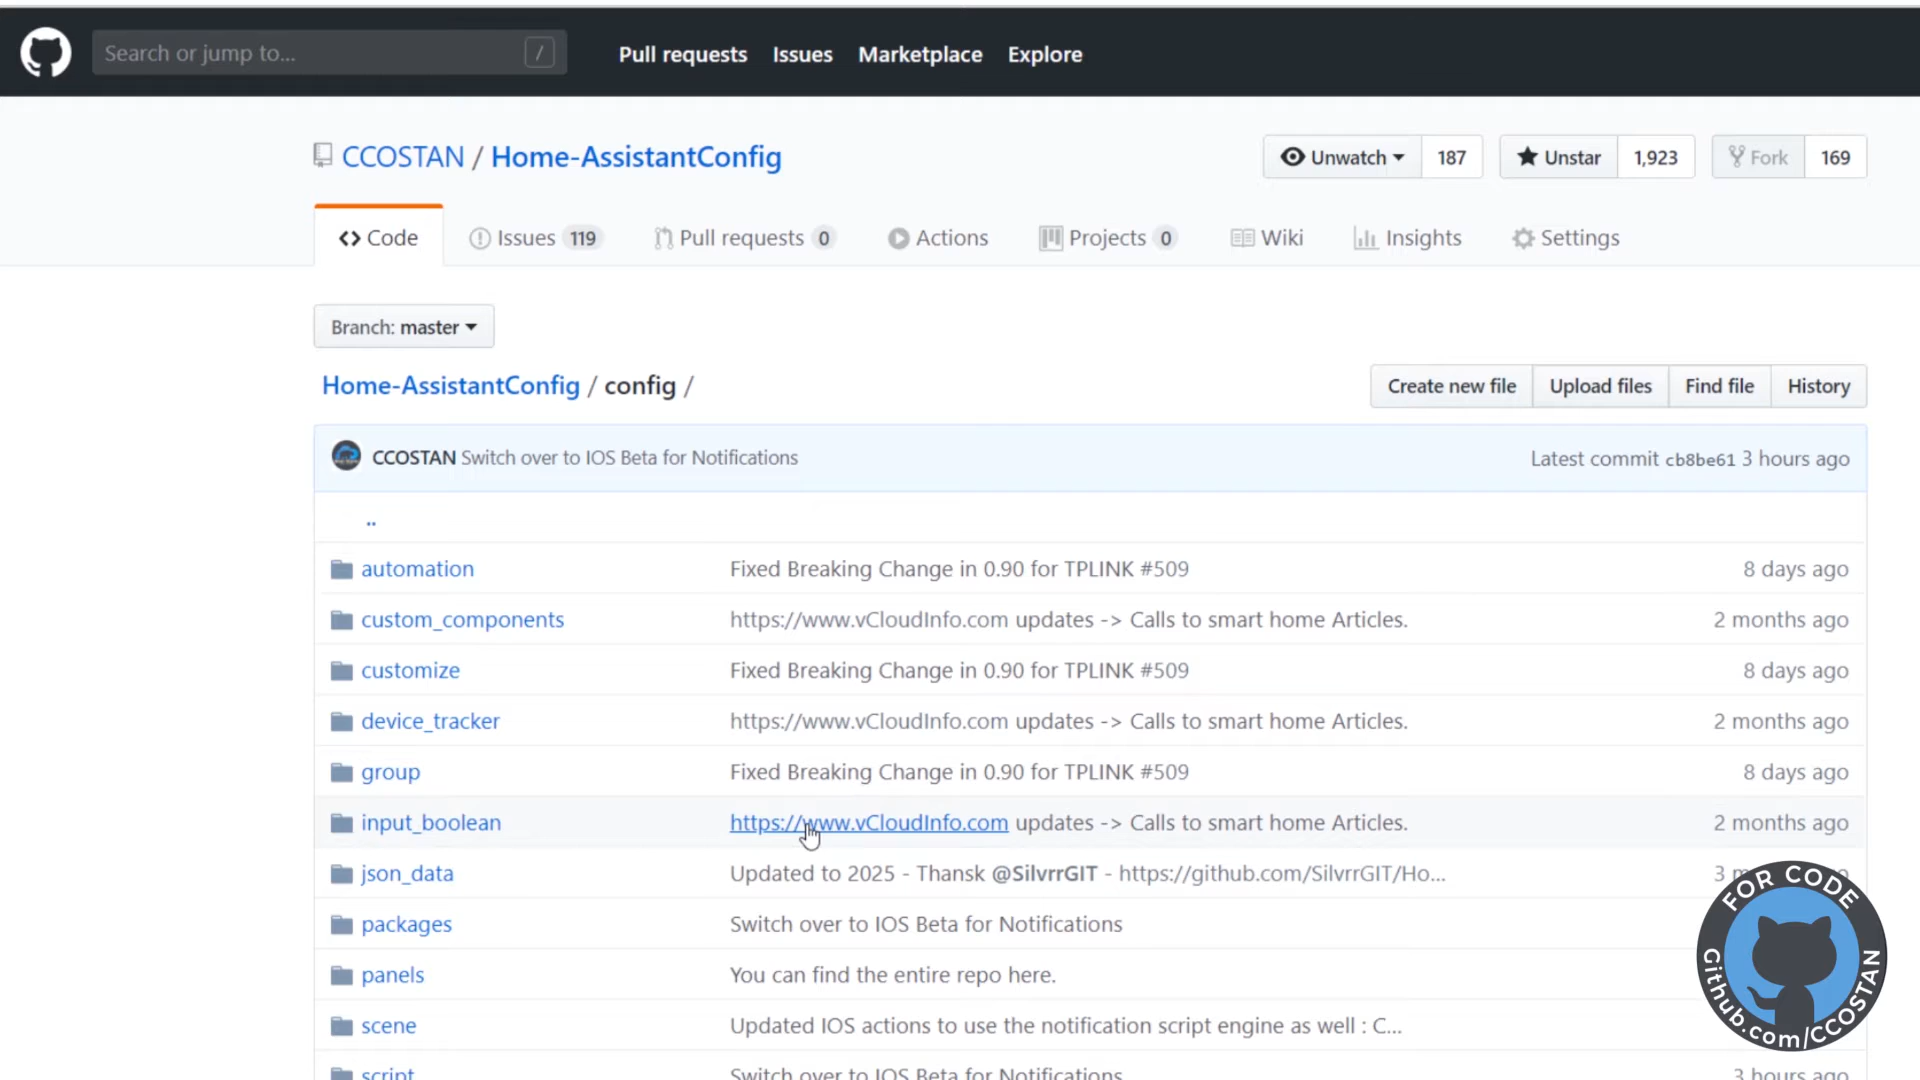 Search or jump to... /
Pull requests Issues Marketplace Explore
CCOSTAN / Home-AssistantConfig
Unwatch 187 Unstar 1,923 Fork 169
Code Issues 119 Pull requests 0 Actions Projects 0 Wiki Insights Settings
Branch: master
Home-AssistantConfig / config /
Create new file Upload files Find file History
CCOSTAN Switch over to IOS Beta for Notifications Latest commit cb8be61 3 hours ago
..
automation Fixed Breaking Change in 0.90 for TPLINK #509 8 days ago
custom_components https://www.vCloudInfo.com updates -> Calls to smart home Articles. 2 months ago
customize Fixed Breaking Change in 0.90 for TPLINK #509 8 days ago
device_tracker https://www.vCloudInfo.com updates -> Calls to smart home Articles. 2 months ago
group Fixed Breaking Change in 0.90 for TPLINK #509 8 days ago
input_boolean https://www.vCloudInfo.com updates -> Calls to smart home Articles. 2 months ago
json_data Updated to 2025 - Thansk @SilvrrGIT - https://github.com/SilvrrGIT/Ho... 3
packages Switch over to IOS Beta for Notifications
panels You can find the entire repo here.
scene Updated IOS actions to use the notification script engine as well : C...
script Switch over to IOS Beta for Notifications 3 hours ago
FOR CODE
Github.com/CCOSTAN